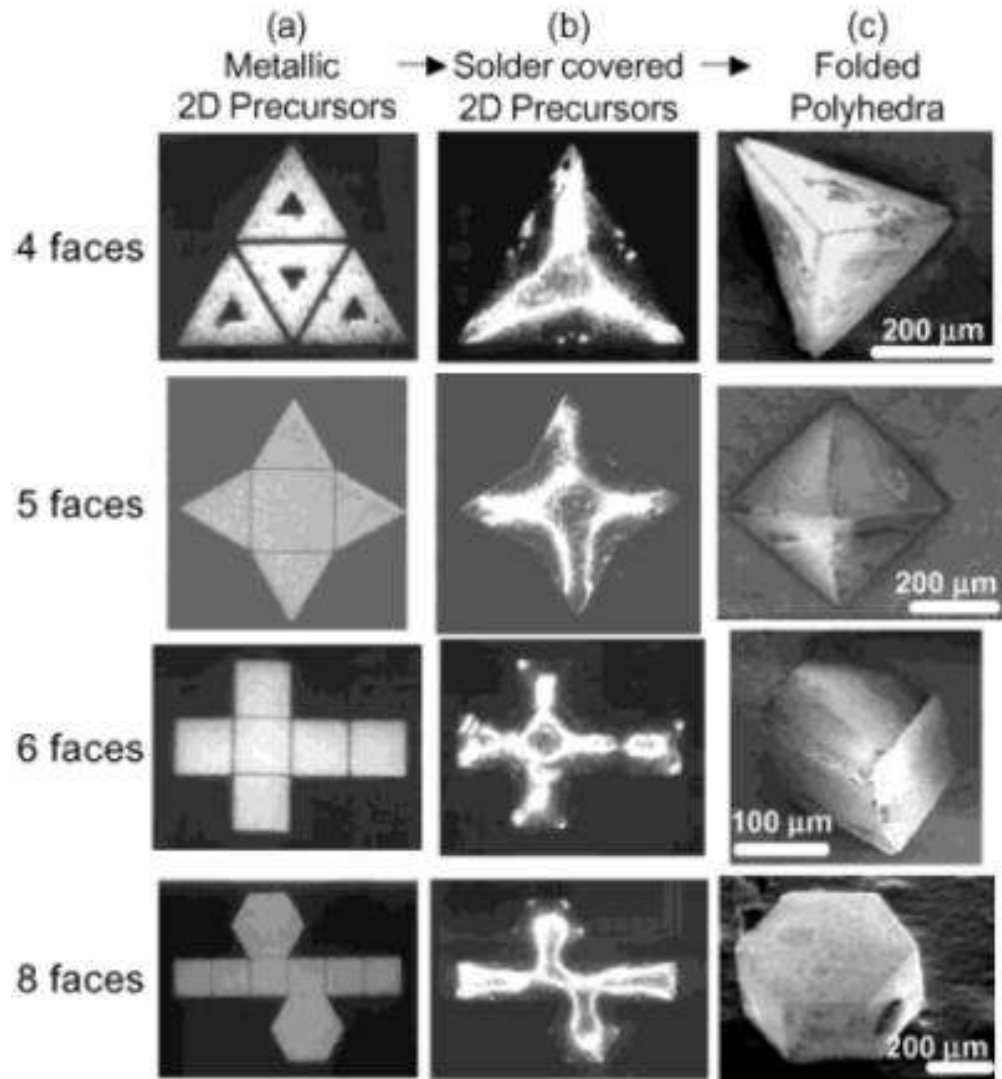 (a)
(b)
(c)
Metallic → Solder covered → Folded
2D Precursors 2D Precursors Polyhedra
4 faces
200 μm
5 faces
200 μm
6 faces
100 μm
8 faces
200 μm